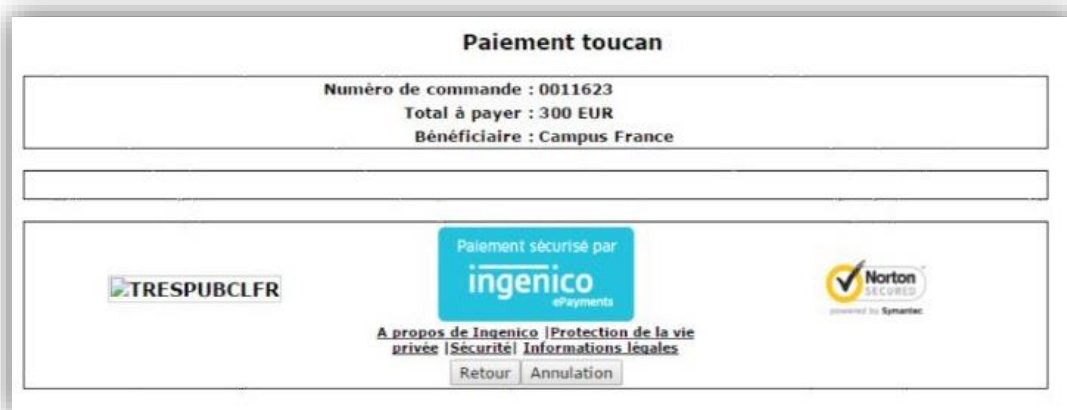 Paiement toucan
Numéro de commande : 0011623
Total à payer : 300 EUR
Bénéficiaire : Campus France
TRESPUBCLFR
Paiement sécurisé par
ingenico
ePayments
Norton
SECURED
powered by Symantec
A propos de Ingenico |Protection de la vie
privée |Sécurité| Informations légales
Retour Annulation